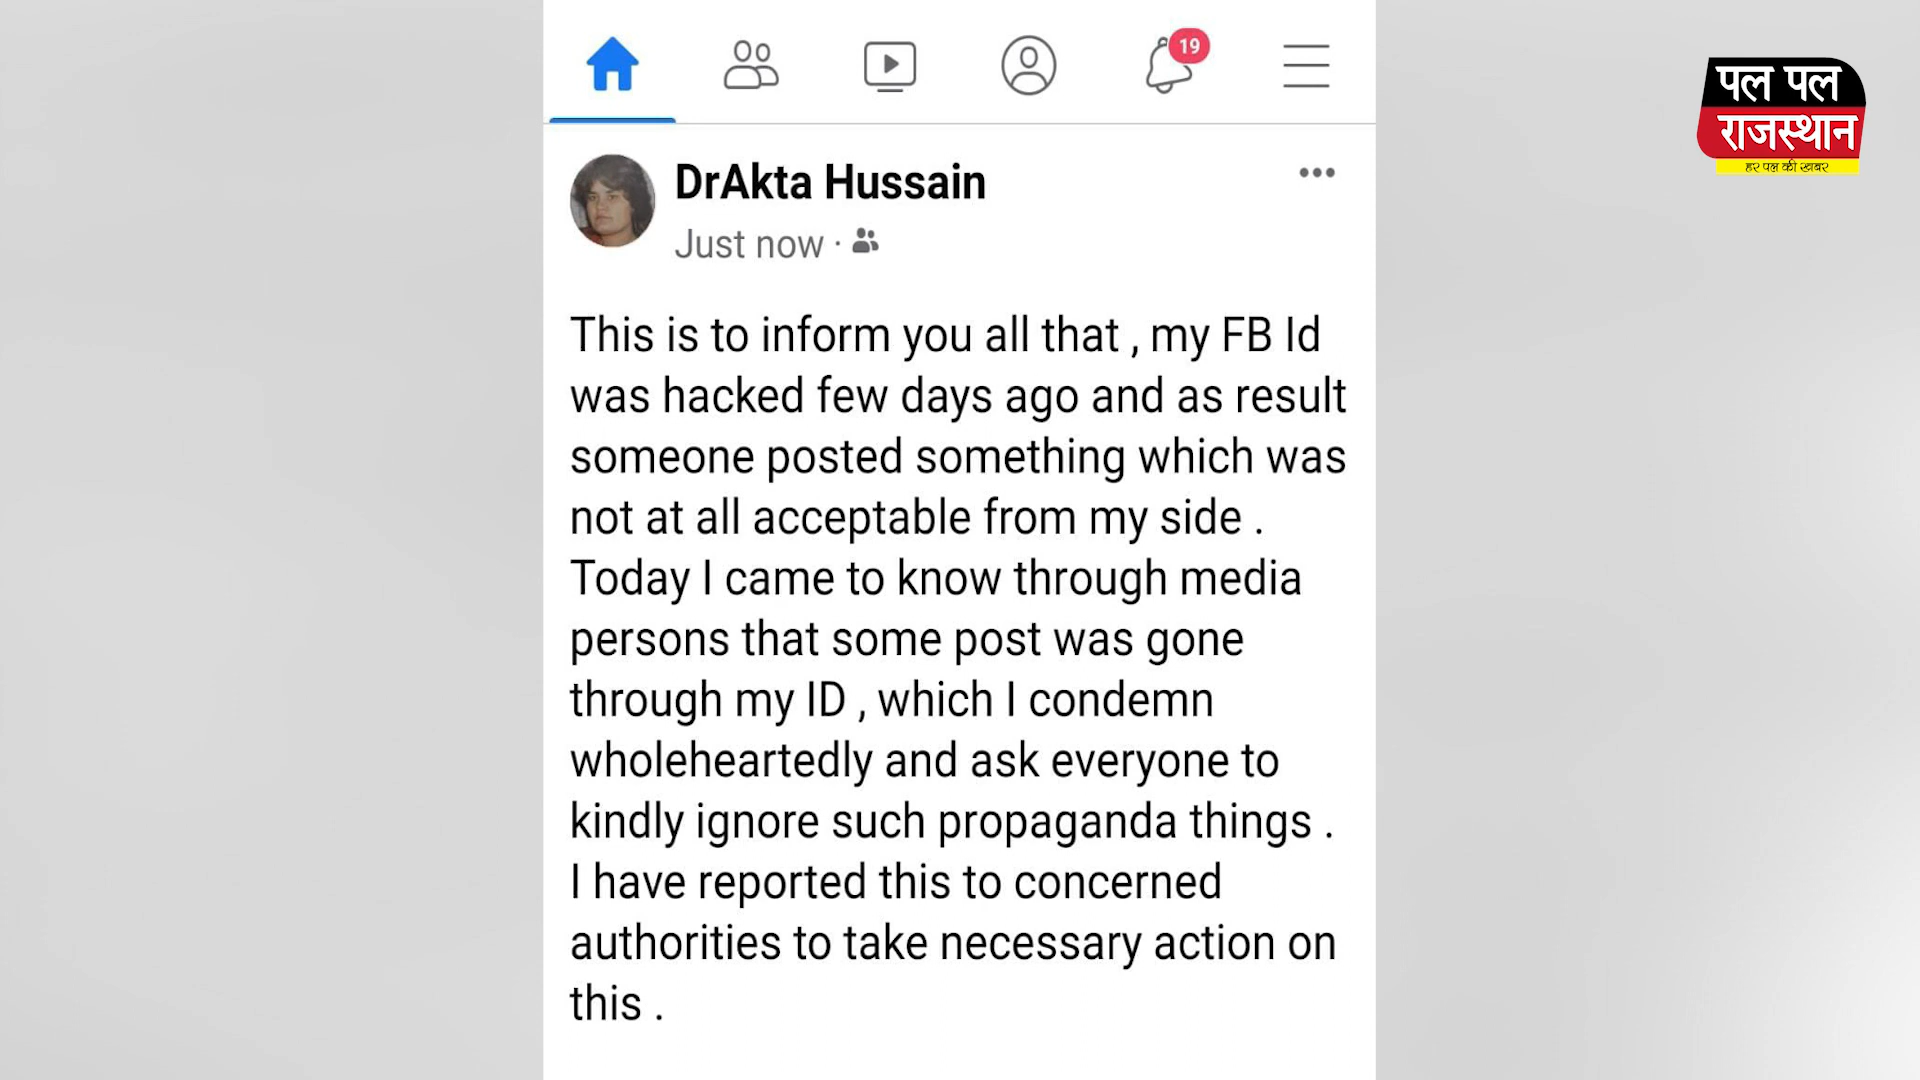 19
पल पल
राजस्थान
हर पल की खबर
DrAkta Hussain
Just now ·
This is to inform you all that , my FB Id
was hacked few days ago and as result
someone posted something which was
not at all acceptable from my side .
Today I came to know through media
persons that some post was gone
through my ID , which I condemn
wholeheartedly and ask everyone to
kindly ignore such propaganda things .
I have reported this to concerned
authorities to take necessary action on
this .